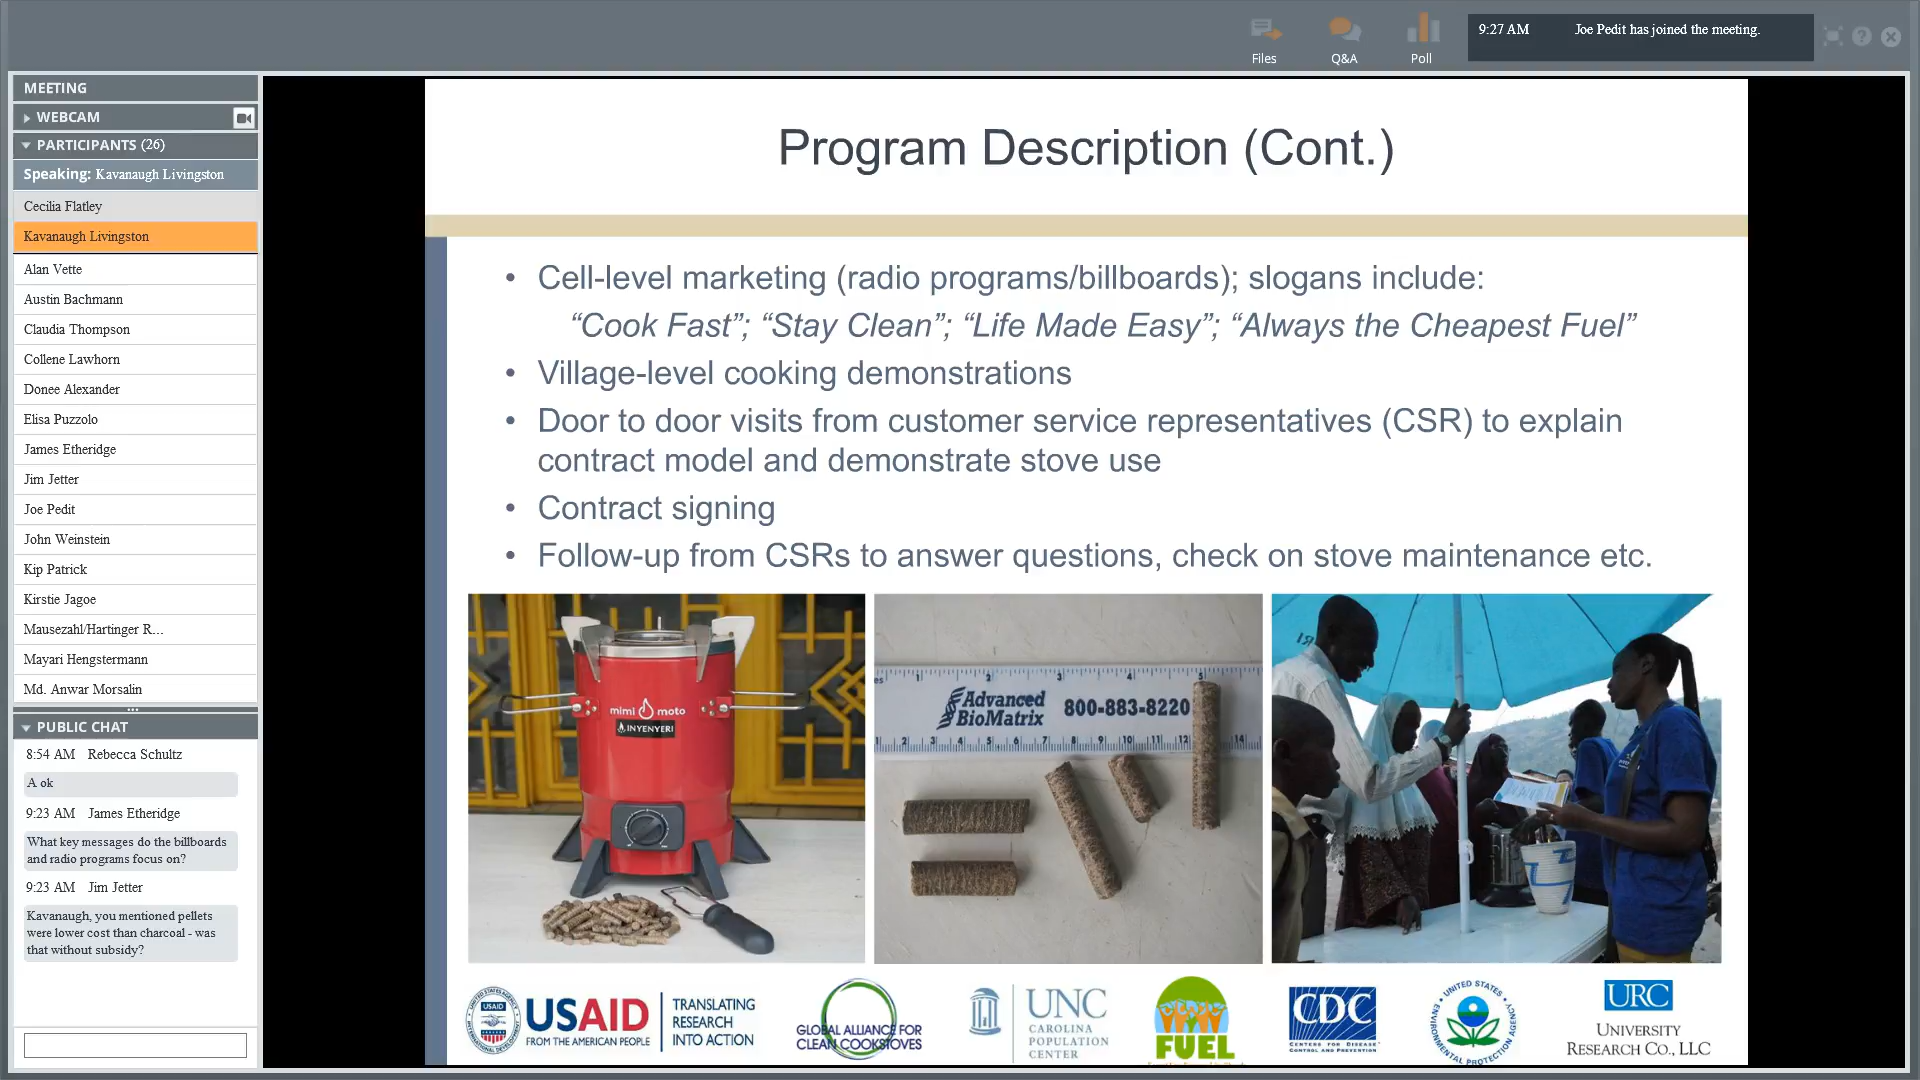 Files
Q&A
Poll
9:27 AM Joe Pedit has joined the meeting.
MEETING
WEBCAM
PARTICIPANTS (26)
Speaking: Kavanaugh Livingston
Cecilia Flatley
Kavanaugh Livingston
Alan Vette
Austin Bachmann
Claudia Thompson
Collene Lawhorn
Donee Alexander
Elisa Puzzolo
James Etheridge
Jim Jetter
Joe Pedit
John Weinstein
Kip Patrick
Kirstie Jagoe
Mausezahl/Hartinger R...
Mayari Hengstermann
Md. Anwar Morsalin
PUBLIC CHAT
8:54 AM Rebecca Schultz
A ok
9:23 AM James Etheridge
What key messages do the billboards
and radio programs focus on?
9:23 AM Jim Jetter
Kavanaugh, you mentioned pellets
were lower cost than charcoal - was
that without subsidy?
Program Description (Cont.)
• Cell-level marketing (radio programs/billboards); slogans include:
“Cook Fast”; “Stay Clean”; “Life Made Easy”; “Always the Cheapest Fuel”
• Village-level cooking demonstrations
• Door to door visits from customer service representatives (CSR) to explain
contract model and demonstrate stove use
• Contract signing
• Follow-up from CSRs to answer questions, check on stove maintenance etc.
mimi moto
INYENYERI
Advanced
BioMatrix
800-883-8220
USAID
FROM THE AMERICAN PEOPLE
TRANSLATING
RESEARCH
INTO ACTION
GLOBAL ALLIANCE FOR
CLEAN COOKSTOVES
UNC
CAROLINA
POPULATION
CENTER
FUEL
CDC
CENTERS FOR DISEASE
CONTROL AND PREVENTION
UNITED STATES
ENVIRONMENTAL PROTECTION AGENCY
URC
UNIVERSITY
RESEARCH CO., LLC